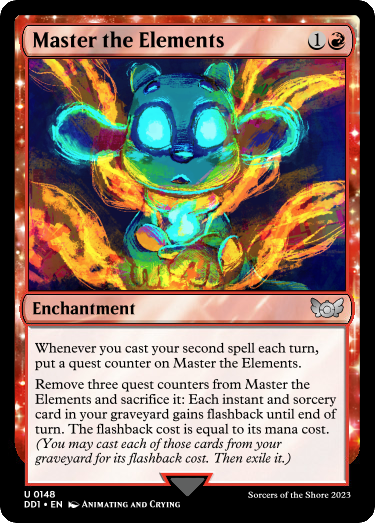 Master the Elements 1
Enchantment
Whenever you cast your second spell each turn,
put a quest counter on Master the Elements.
Remove three quest counters from Master the
Elements and sacrifice it: Each instant and sorcery
card in your graveyard gains flashback until end of
turn. The flashback cost is equal to its mana cost.
(You may cast each of those cards from your
graveyard for its flashback cost. Then exile it.)
U 0148
DD1 • EN Animating and Crying
Sorcers of the Shore 2023